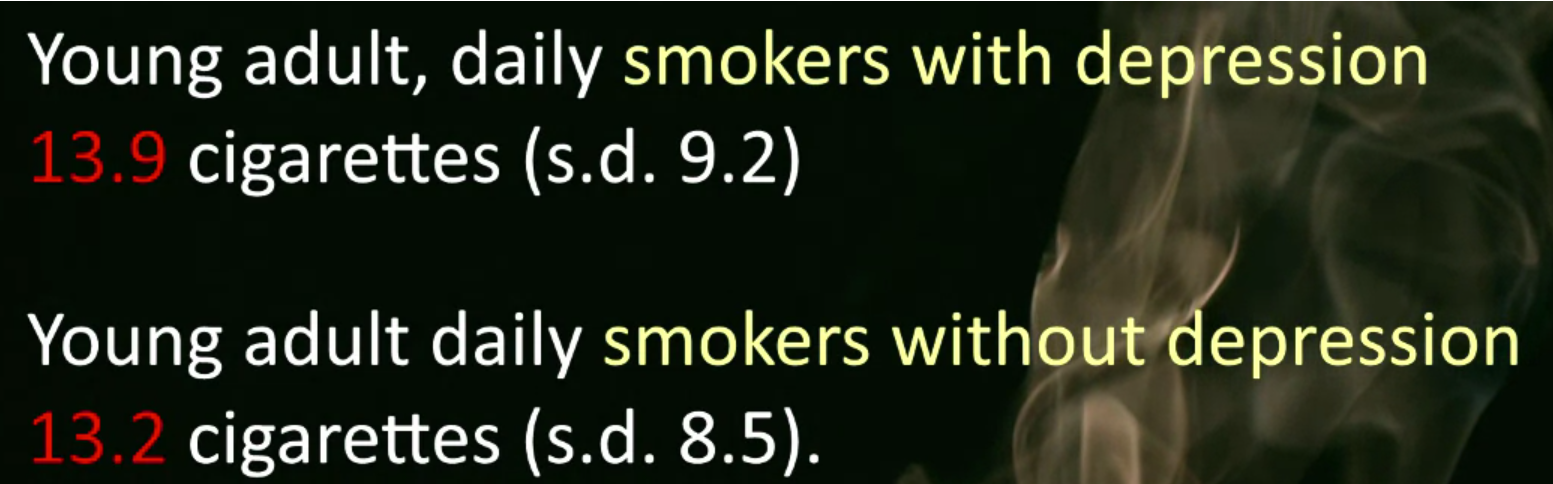 Young adult, daily smokers with depression
13.9 cigarettes (s.d. 9.2)
Young adult daily smokers without depression
13.2 cigarettes (s.d. 8.5).